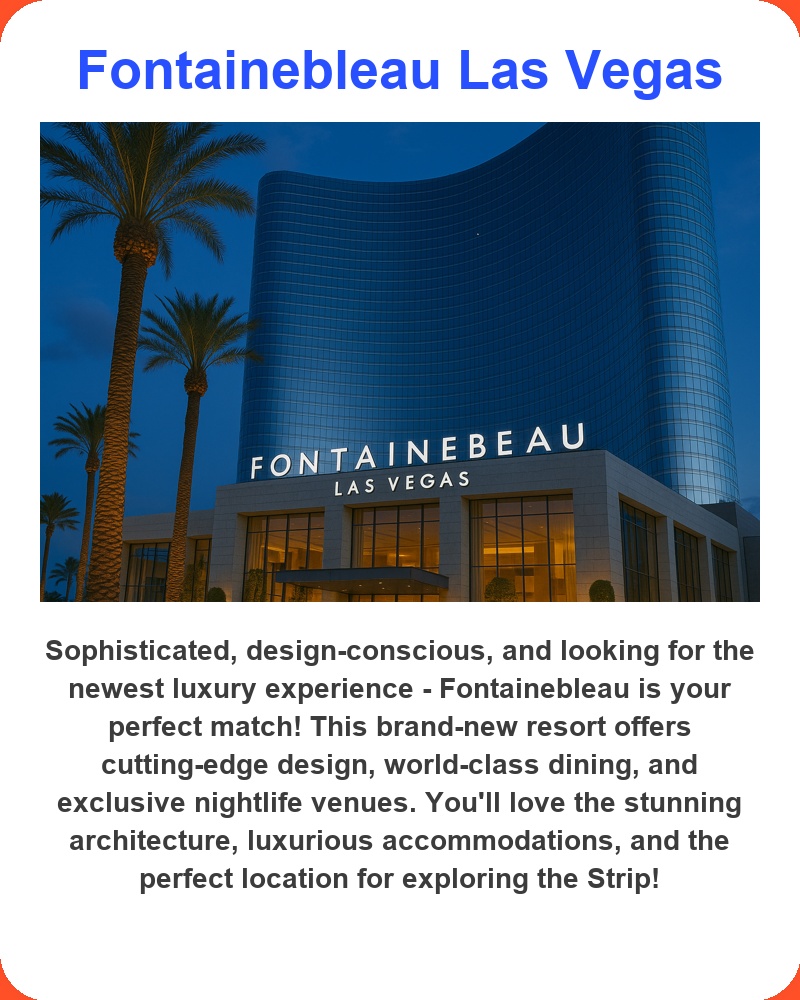 Fontainebleau Las Vegas
FONTAINEBEAU
LAS VEGAS
Sophisticated, design-conscious, and looking for the
newest luxury experience - Fontainebleau is your
perfect match! This brand-new resort offers
cutting-edge design, world-class dining, and
exclusive nightlife venues. You'll love the stunning
architecture, luxurious accommodations, and the
perfect location for exploring the Strip!